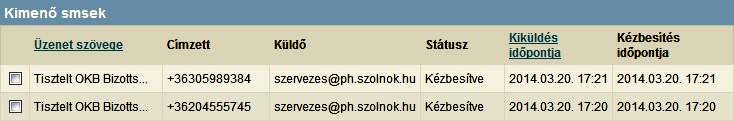 Kimenő smsek
Üzenet szövege Címzett Küldő Státusz Kiküldés időpontja Kézbesítés időpontja
Tisztelt OKB Bizotts... +36305989384 szervezes@ph.szolnok.hu Kézbesítve 2014.03.20. 17:21 2014.03.20. 17:21
Tisztelt OKB Bizotts... +36204555745 szervezes@ph.szolnok.hu Kézbesítve 2014.03.20. 17:20 2014.03.20. 17:20